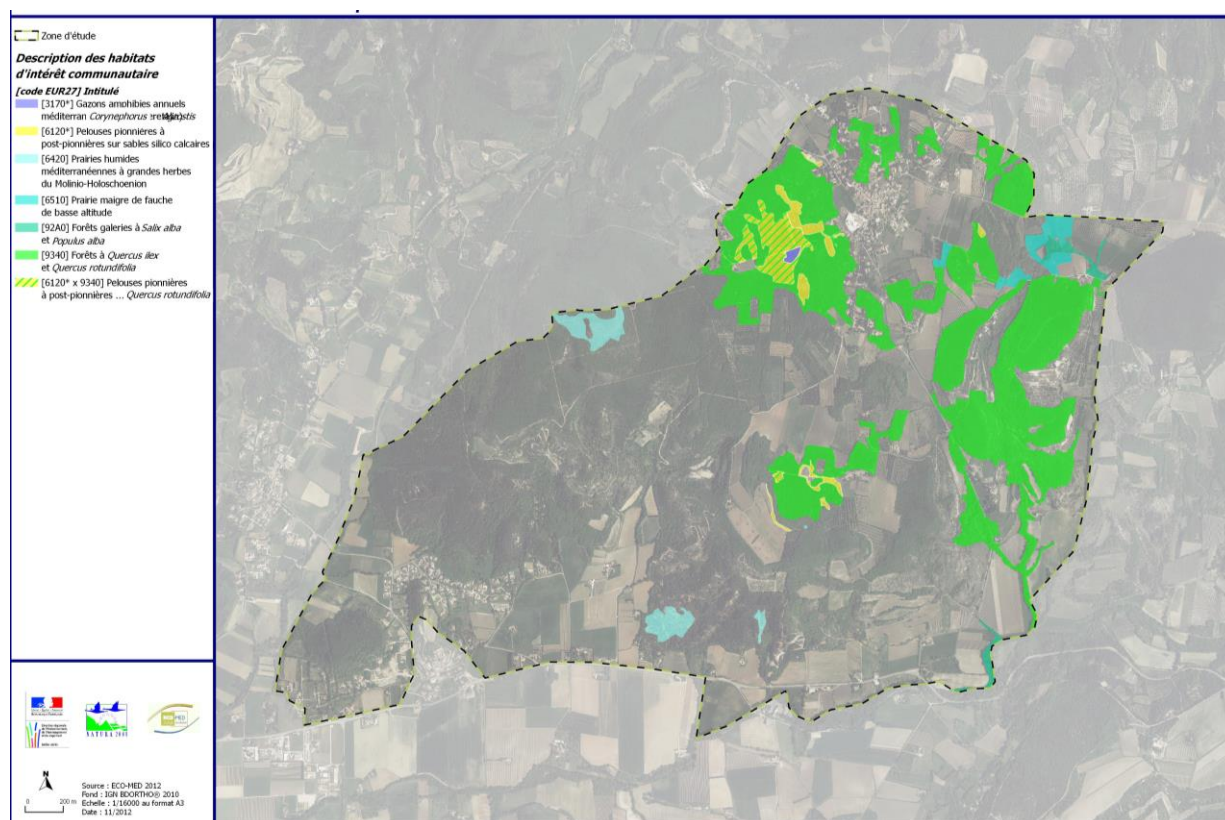 Zone d'étude
Description des habitats
d'intérêt communautaire
[code EUR27] Intitulé
[3170*] Gazons amphibies annuels
méditerran Corynephorus
[6120*] Pelouses pionnières à
post-pionnières sur sables silico calcaires
[6420] Prairies humides
méditerranéennes à grandes herbes
du Molinio-Holoschoenion
[6510] Prairie maigre de fauche
de basse altitude
[92A0] Forêts galeries à Salix alba
et Populus alba
[9340] Forêts à Quercus ilex
et Quercus rotundifolia
[6120* x 9340] Pelouses pionnières
à post-pionnières ... Quercus rotundifolia
NATURA 2000
ECO-MED
N
0 200 m
Source : ECO-MED 2012
Fond : IGN BDORTHO® 2010
Echelle : 1/16000 au format A3
Date : 11/2012